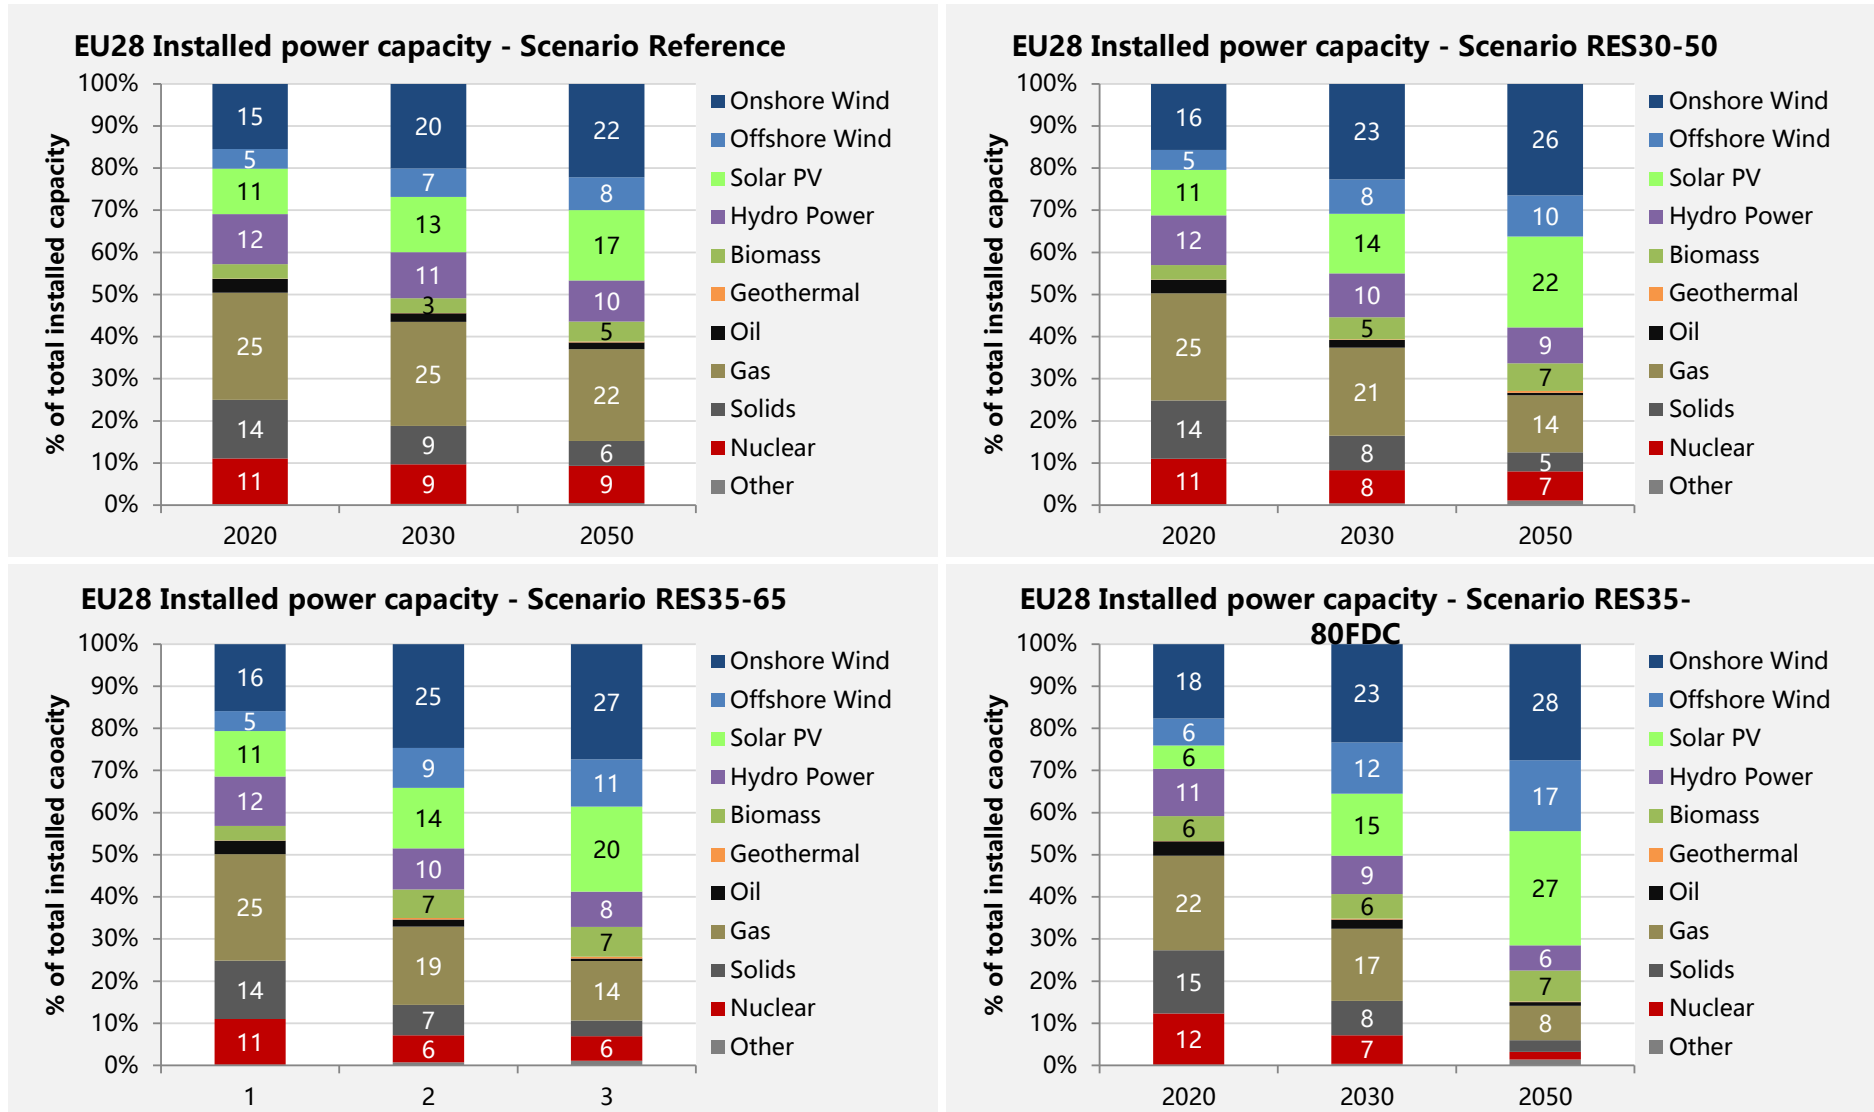 EU28 Installed power capacity - Scenario Reference
% of total installed capacity
100%
90%
80%
70%
60%
50%
40%
30%
20%
10%
0%
15
5
11
12
25
14
11
20
7
13
11
3
25
9
9
22
8
17
10
5
22
6
9
2020 2030 2050
Onshore Wind
Offshore Wind
Solar PV
Hydro Power
Biomass
Geothermal
Oil
Gas
Solids
Nuclear
Other
EU28 Installed power capacity - Scenario RES30-50
% of total installed capacity
100%
90%
80%
70%
60%
50%
40%
30%
20%
10%
0%
16
5
11
12
25
14
11
23
8
14
10
5
21
8
8
26
10
22
9
7
14
5
7
2020 2030 2050
Onshore Wind
Offshore Wind
Solar PV
Hydro Power
Biomass
Geothermal
Oil
Gas
Solids
Nuclear
Other
EU28 Installed power capacity - Scenario RES35-65
% of total installed caoacity
100%
90%
80%
70%
60%
50%
40%
30%
20%
10%
0%
16
5
11
12
25
14
11
25
9
14
10
7
19
7
6
27
11
20
8
7
14
6
1 2 3
Onshore Wind
Offshore Wind
Solar PV
Hydro Power
Biomass
Geothermal
Oil
Gas
Solids
Nuclear
Other
EU28 Installed power capacity - Scenario RES35-
80FDC
% of total installed caoacity
100%
90%
80%
70%
60%
50%
40%
30%
20%
10%
0%
18
6
6
11
6
22
15
12
23
12
15
9
6
17
8
7
28
17
27
6
7
8
2020 2030 2050
Onshore Wind
Offshore Wind
Solar PV
Hydro Power
Biomass
Geothermal
Oil
Gas
Solids
Nuclear
Other